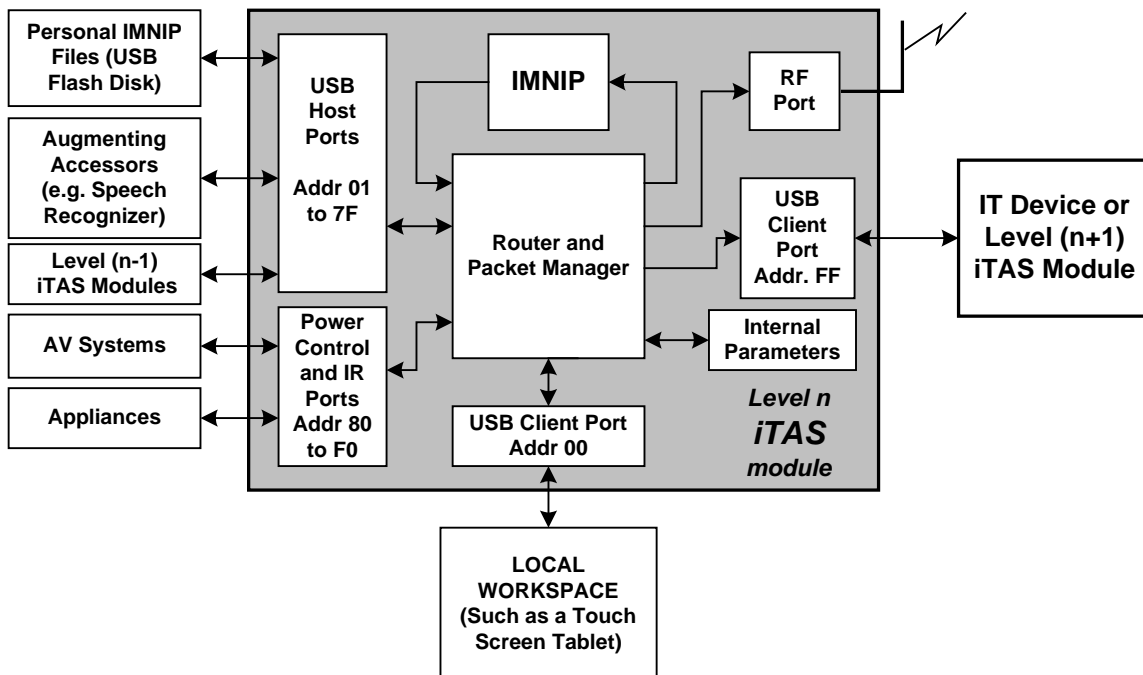 Personal IMNIP
Files (USB
Flash Disk)
Augmenting
Accessors
(e.g. Speech
Recognizer)
Level (n-1)
iTAS Modules
AV Systems
Appliances
USB
Host
Ports
Addr 01
to 7F
Power
Control
and IR
Ports
Addr 80
to F0
IMNIP
Router and
Packet Manager
USB Client Port
Addr 00
RF
Port
USB
Client
Port
Addr. FF
Internal
Parameters
Level n
iTAS
module
IT Device or
Level (n+1)
iTAS Module
LOCAL
WORKSPACE
(Such as a Touch
Screen Tablet)